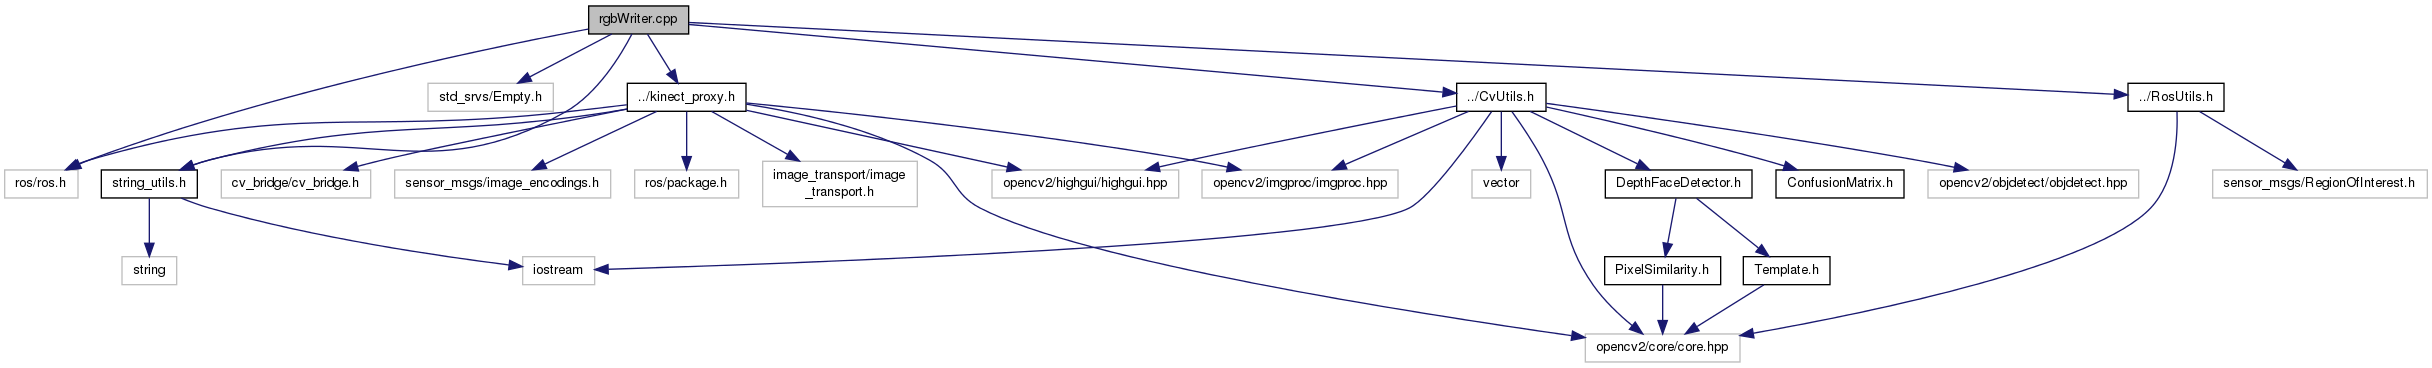 rgbWriter.cpp
std_srvs/Empty.h
../kinect_proxy.h
../CvUtils.h
../RosUtils.h
ros/ros.h
string_utils.h
cv_bridge/cv_bridge.h
sensor_msgs/image_encodings.h
ros/package.h
image_transport/image
_transport.h
opencv2/highgui/highgui.hpp
opencv2/imgproc/imgproc.hpp
vector
DepthFaceDetector.h
ConfusionMatrix.h
opencv2/objdetect/objdetect.hpp
sensor_msgs/RegionOfInterest.h
string
iostream
PixelSimilarity.h
Template.h
opencv2/core/core.hpp